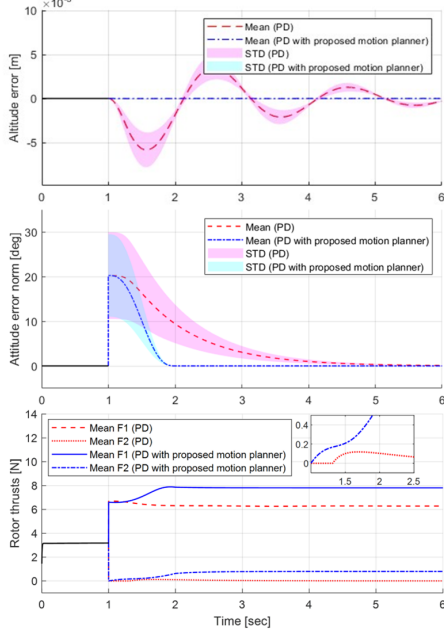 10
5
0
-5
0 1 2 3 4 5 6
Altitude error [m]
Mean (PD)
Mean (PD with proposed motion planner)
STD (PD)
STD (PD with proposed motion planner)
30
20
10
0
0 1 2 3 4 5 6
Attitude error norm [deg]
Mean (PD)
Mean (PD with proposed motion planner)
STD (PD)
STD (PD with proposed motion planner)
14
12
10
8
6
4
2
0
0 1 2 3 4 5 6
Rotor thrusts [N]
Mean F1 (PD)
Mean F2 (PD)
Mean F1 (PD with proposed motion planner)
Mean F2 (PD with proposed motion planner)
0.4
0.2
0
1.5 2 2.5
Time [sec]